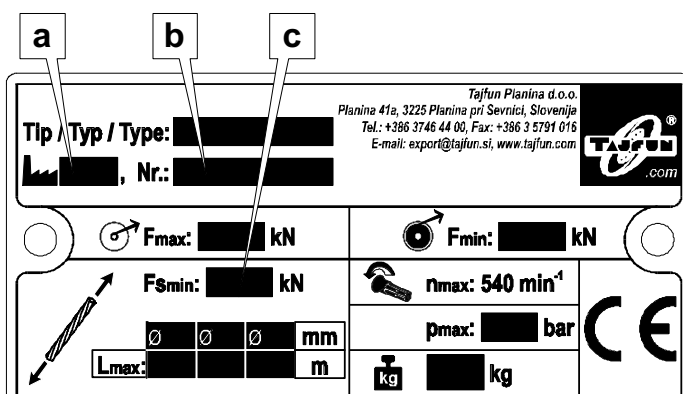 a b c
Tajfun Planina d.o.o.
Planina 41a, 3225 Planina pri Sevnici, Slovenija
Tel.: +386 3746 44 00, Fax: +386 3 5791 016
E-mail: export@tajfun.si, www.tajfun.com
TAJFUN®
.com
Tip / Typ / Type:
, Nr.:
Fmax: kN
Fmin: kN
Fsmin: kN
nmax: 540 min-1
Ø Ø Ø mm
pmax: bar
Lmax: m
kg kg
CE